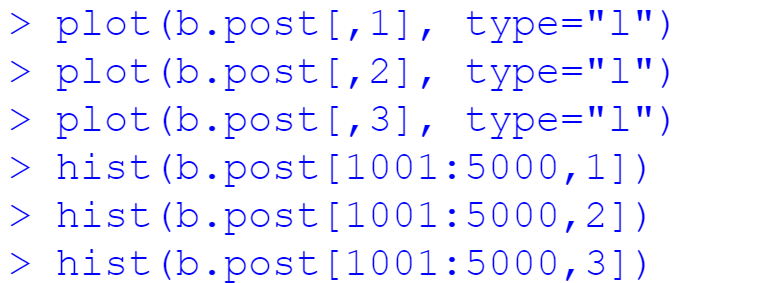 > plot(b.post[,1], type="l")
> plot(b.post[,2], type="l")
> plot(b.post[,3], type="l")
> hist(b.post[1001:5000,1])
> hist(b.post[1001:5000,2])
> hist(b.post[1001:5000,3])